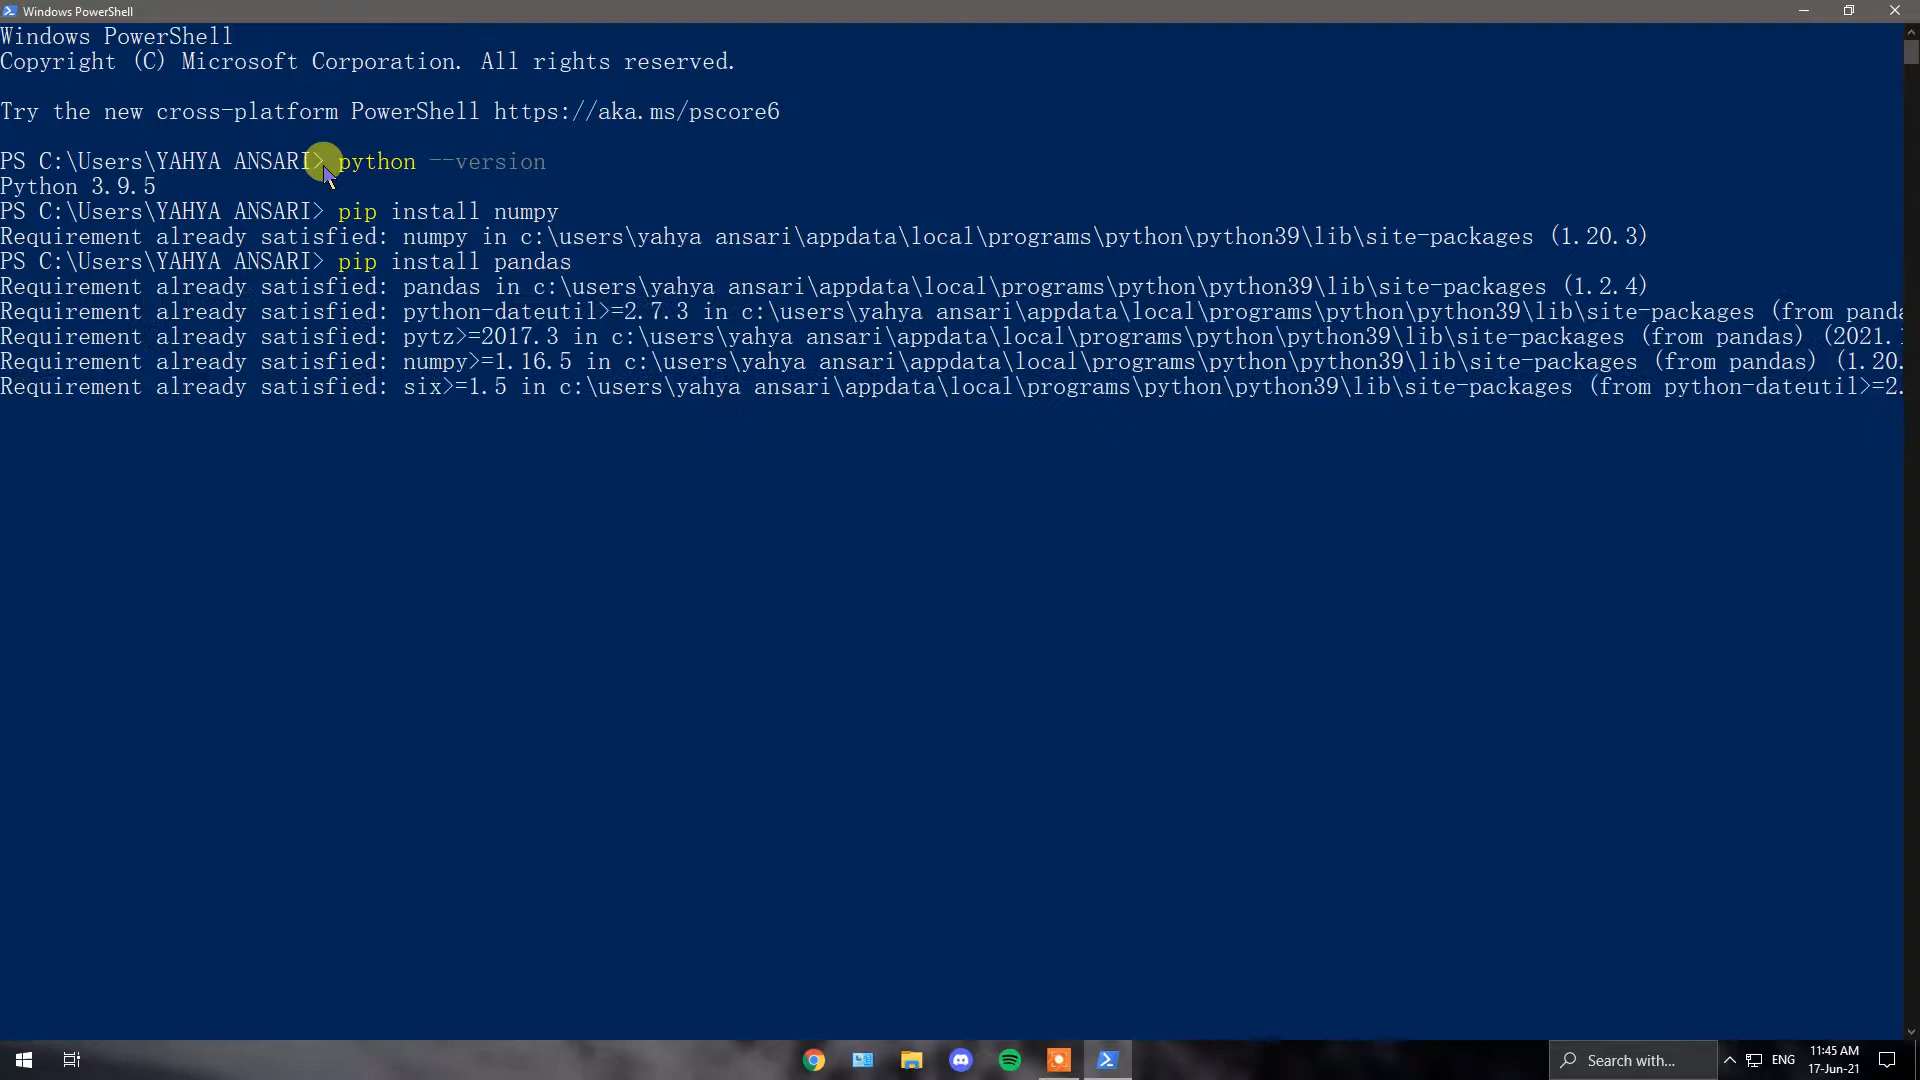 Windows PowerShell
Windows PowerShell
Copyright (C) Microsoft Corporation. All rights reserved.
Try the new cross-platform PowerShell https://aka.ms/pscore6
PS C:\Users\YAHYA ANSARI> python --version
Python 3.9.5
PS C:\Users\YAHYA ANSARI> pip install numpy
Requirement already satisfied: numpy in c:\users\yahya ansari\appdata\local\programs\python\python39\lib\site-packages (1.20.3)
PS C:\Users\YAHYA ANSARI> pip install pandas
Requirement already satisfied: pandas in c:\users\yahya ansari\appdata\local\programs\python\python39\lib\site-packages (1.2.4)
Requirement already satisfied: python-dateutil>=2.7.3 in c:\users\yahya ansari\appdata\local\programs\python\python39\lib\site-packages (from panda
Requirement already satisfied: pytz>=2017.3 in c:\users\yahya ansari\appdata\local\programs\python\python39\lib\site-packages (from pandas) (2021.
Requirement already satisfied: numpy>=1.16.5 in c:\users\yahya ansari\appdata\local\programs\python\python39\lib\site-packages (from pandas) (1.20.
Requirement already satisfied: six>=1.5 in c:\users\yahya ansari\appdata\local\programs\python\python39\lib\site-packages (from python-dateutil>=2.
Search with...
ENG
11:45 AM
17-Jun-21